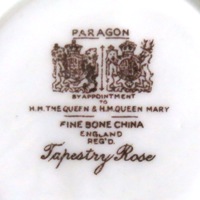 PARAGON
BY APPOINTMENT
TO
H.M. THE QUEEN & H.M. QUEEN MARY
FINE BONE CHINA
ENGLAND
REG'D.
Tapestry Rose